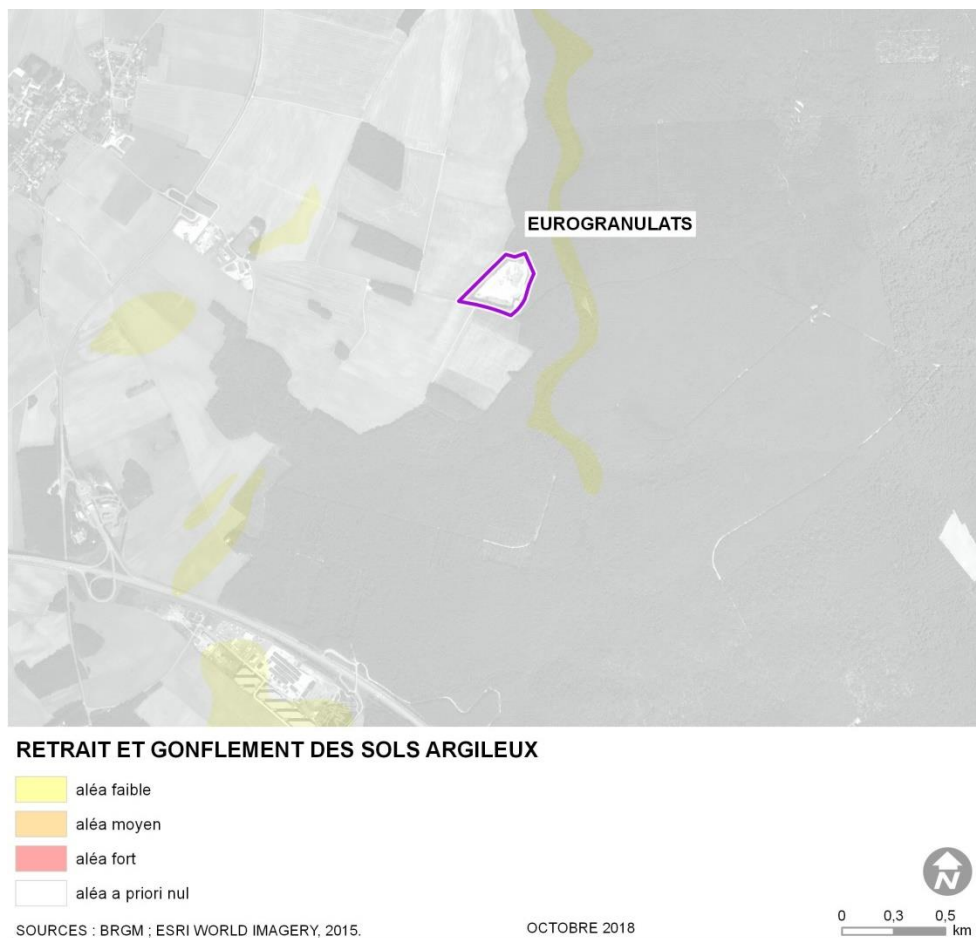 EUROGRANULATS
RETRAIT ET GONFLEMENT DES SOLS ARGILEUX
aléa faible
aléa moyen
aléa fort
aléa a priori nul
N
0 0,3 0,5
km
SOURCES : BRGM ; ESRI WORLD IMAGERY, 2015.
OCTOBRE 2018